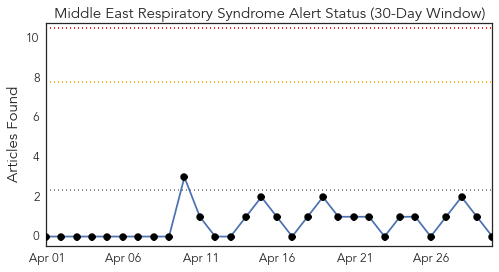 Middle East Respiratory Syndrome Alert Status (30-Day Window)
Articles Found
10
8
6
4
2
0
Apr 01 Apr 06 Apr 11 Apr 16 Apr 21 Apr 26